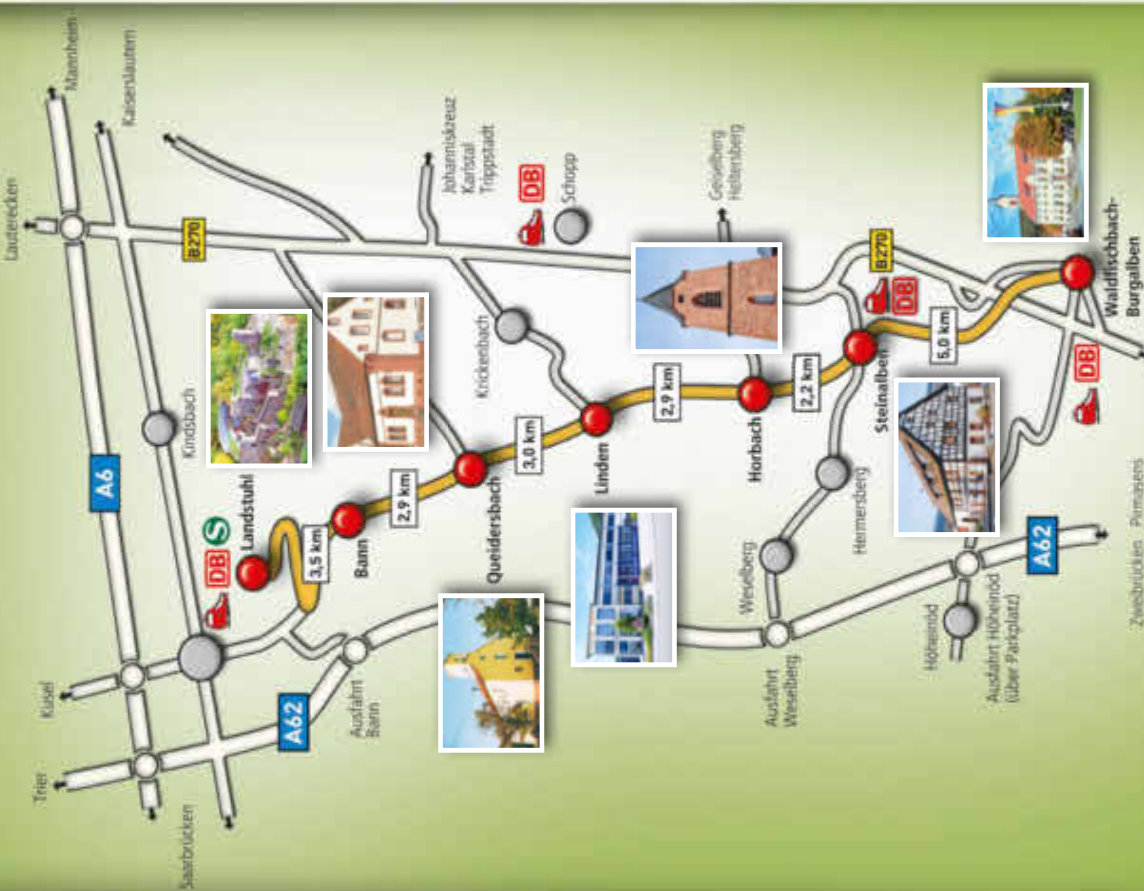 Lauterecken
Mannheim
Kaiserslautern
Kusel
Trier
Saarbrücken
A6
Kindsbach
B270
Johanniskreuz
Karlstal
Trippstadt
DB
Schopp
DB
S
Landstuhl
3,5 km
Bann
2,9 km
Queidersbach
3,0 km
Krickenbach
Linden
2,9 km
Geiselberg
Heltersberg
Horbach
2,2 km
Steinalben
B270
DB
5,0 km
Waldfischbach-
Burgalben
DB
A62
Ausfahrt
Bann
Weselberg
Hermersberg
Ausfahrt
Weselberg
Höheinöd
Ausfahrt Höheinöd
(über Parkplatz)
A62
Zweibrücken
Pirmasens